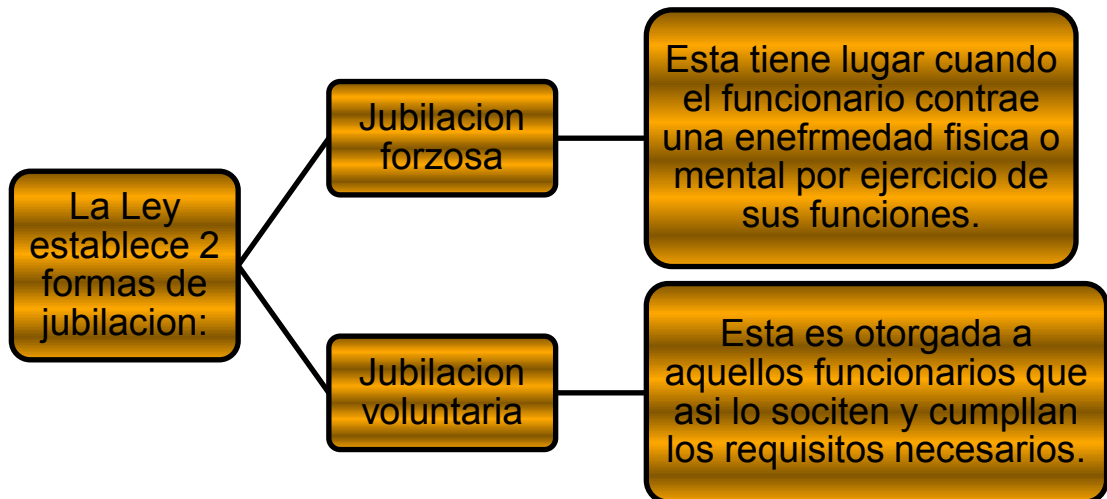 La Ley
establece 2
formas de
jubilacion:
Jubilacion
forzosa
Esta tiene lugar cuando
el funcionario contrae
una enefrmedad fisica o
mental por ejercicio de
sus funciones.
Jubilacion
voluntaria
Esta es otorgada a
aquellos funcionarios que
asi lo sociten y cumpllan
los requisitos necesarios.